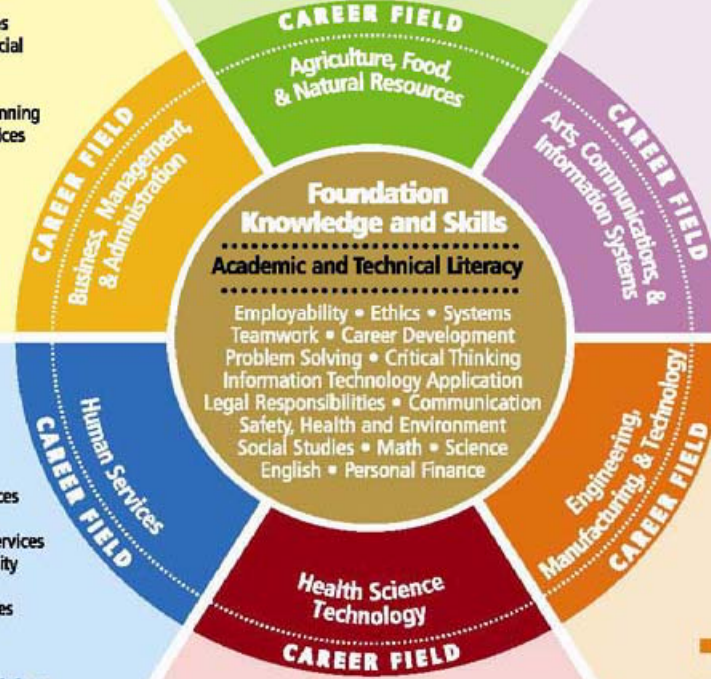 CAREER FIELD
Agriculture, Food,
& Natural Resources
CAREER FIELD
Arts, Communications, &
Information Systems
CAREER FIELD
Business, Management,
& Administration
Foundation
Knowledge and Skills
Academic and Technical Literacy
Employability • Ethics • Systems
Teamwork • Career Development
Problem Solving • Critical Thinking
Information Technology Application
Legal Responsibilities • Communication
Safety, Health and Environment
Social Studies • Math • Science
English • Personal Finance
Engineering,
Manufacturing, & Technology
CAREER FIELD
Human Services
CAREER FIELD
Health Science
Technology
CAREER FIELD